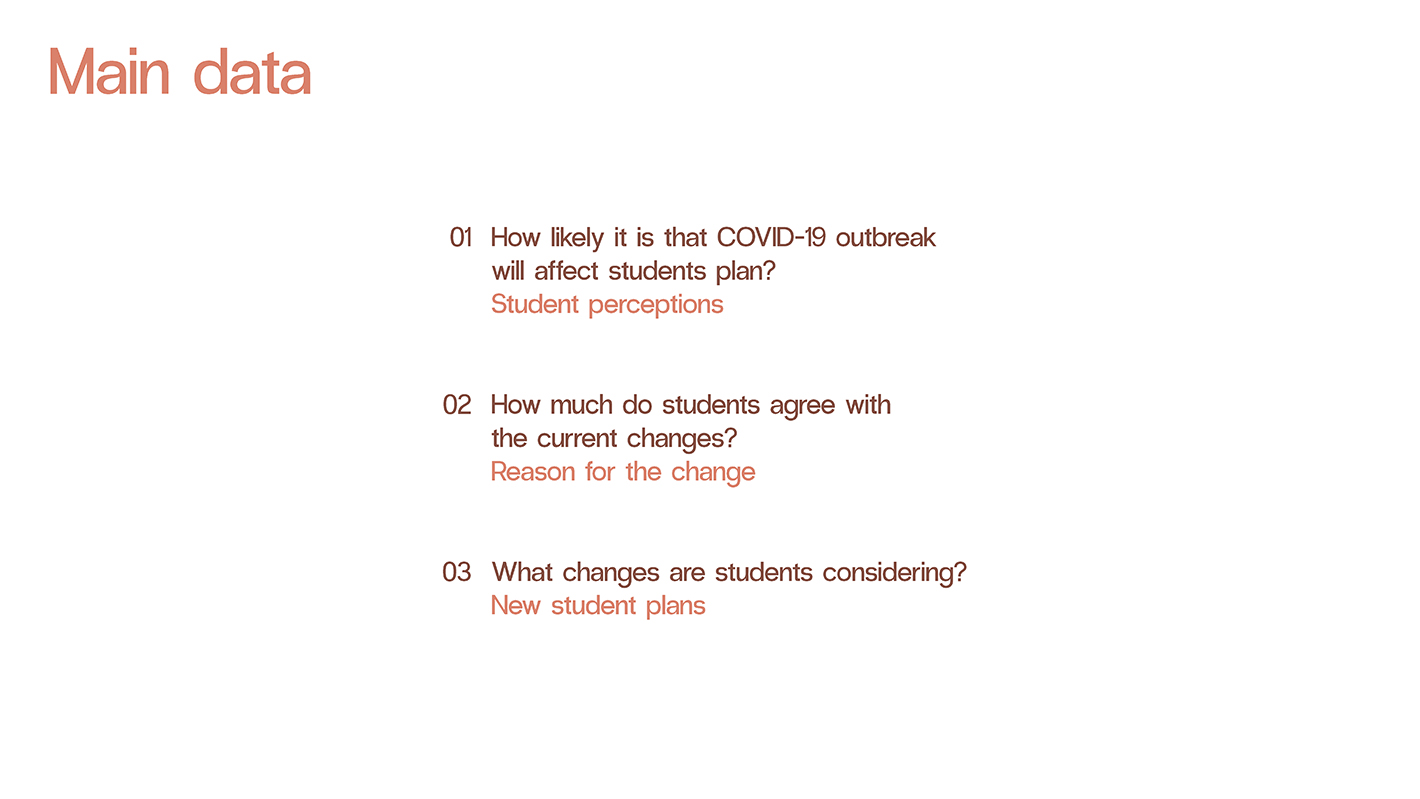 Main data
01 How likely it is that COVID-19 outbreak
will affect students plan?
Student perceptions
02 How much do students agree with
the current changes?
Reason for the change
03 What changes are students considering?
New student plans